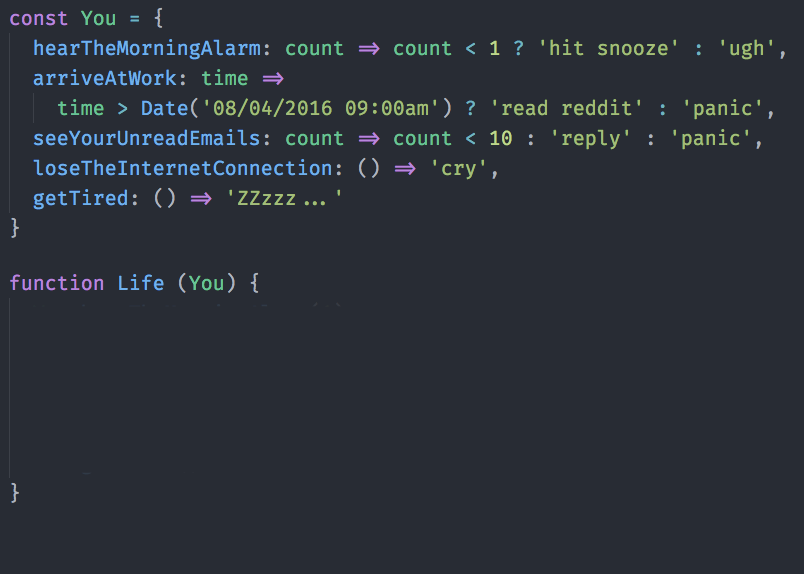 const You = {
hearTheMorningAlarm: count => count < 1 ? 'hit snooze' : 'ugh',
arriveAtWork: time =>
time > Date('08/04/2016 09:00am') ? 'read reddit' : 'panic',
seeYourUnreadEmails: count => count < 10 : 'reply' : 'panic',
loseTheInternetConnection: () => 'cry',
getTired: () => 'ZZzzz...'
}
function Life (You) {
}